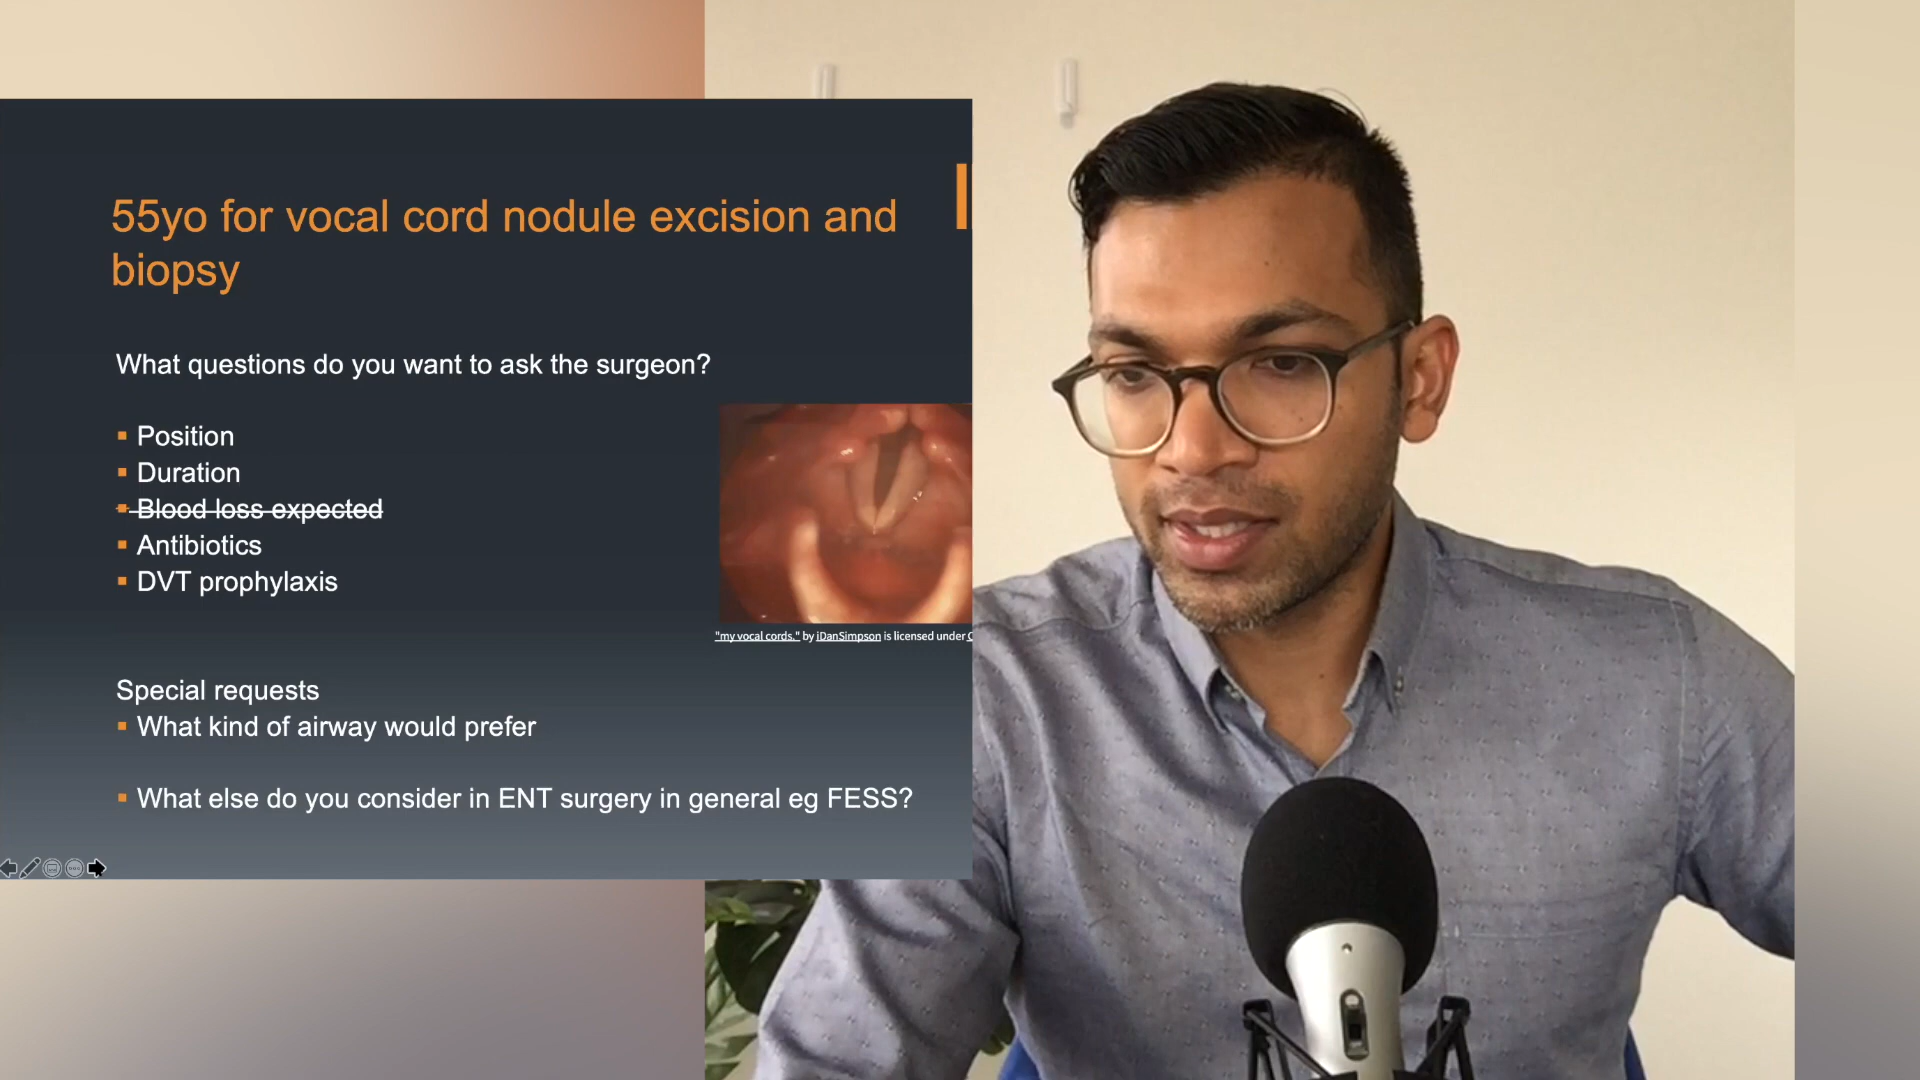 55yo for vocal cord nodule excision and
biopsy
What questions do you want to ask the surgeon?
Position
Duration
Blood loss expected
Antibiotics
DVT prophylaxis
"my vocal cords." by iDanSimpson is licensed under C
Special requests
What kind of airway would prefer
What else do you consider in ENT surgery in general eg FESS?